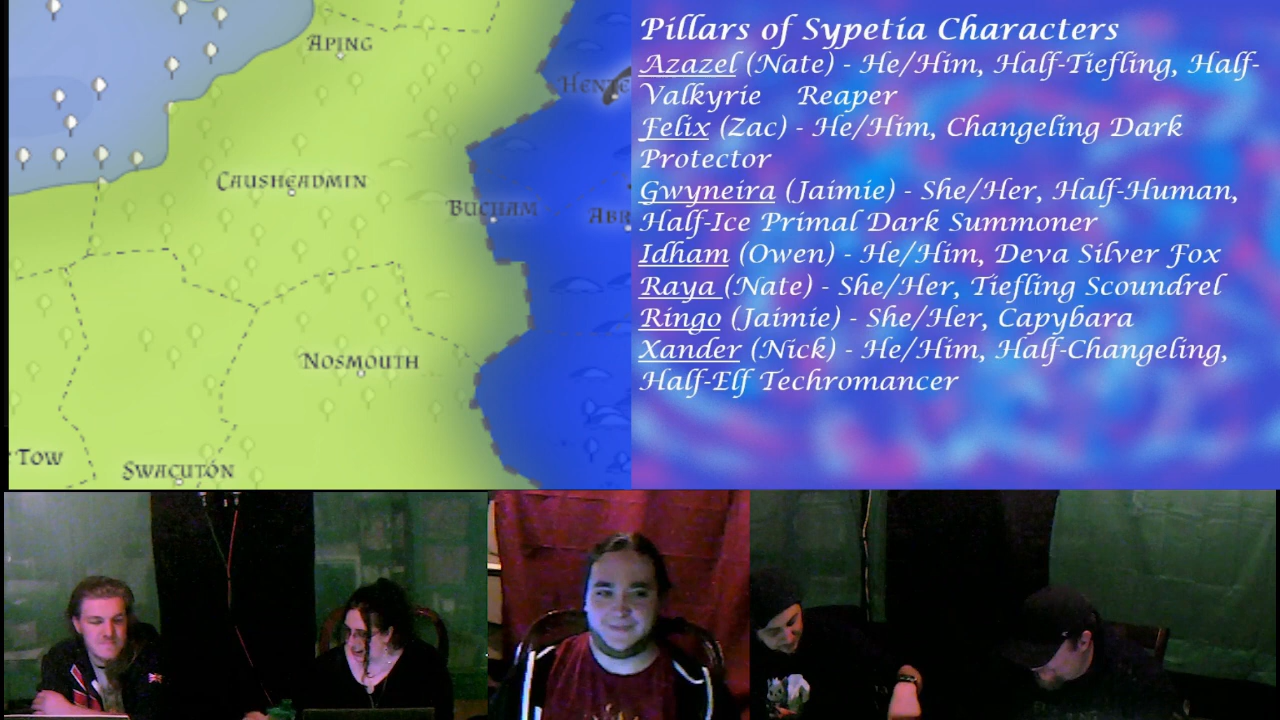 APING
HENTE
CAUSHEADMIN
BUCHAM
ABR
NOSMOUTH
TOW
SWACUTON
Pillars of Sypetia Characters
Azazel (Nate) - He/Him, Half-Tiefling, Half-
Valkyrie Reaper
Felix (Zac) - He/Him, Changeling Dark
Protector
Gwyneira (Jaimie) - She/Her, Half-Human,
Half-Ice Primal Dark Summoner
Idham (Owen) - He/Him, Deva Silver Fox
Raya (Nate) - She/Her, Tiefling Scoundrel
Ringo (Jaimie) - She/Her, Capybara
Xander (Nick) - He/Him, Half-Changeling,
Half-Elf Techromancer